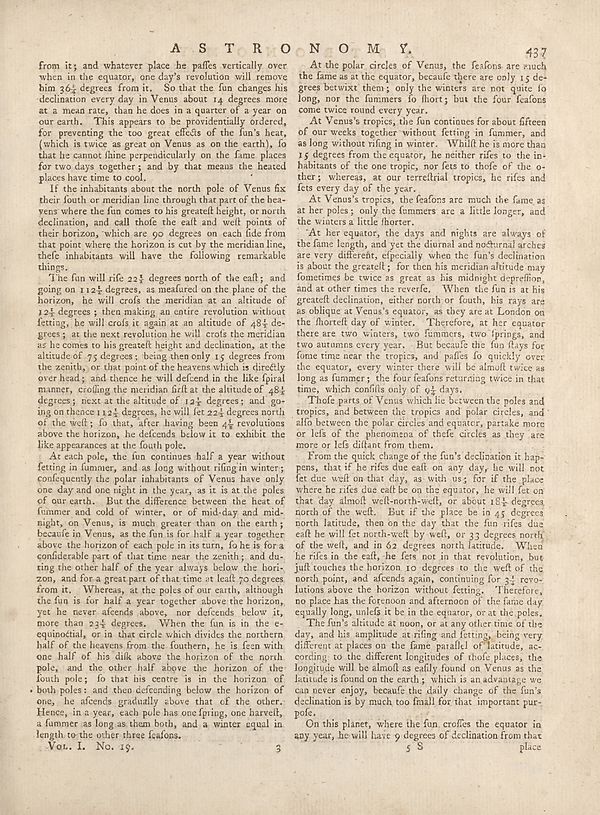 A S T R O N O M Y. 437
from it; and whatever place he paſſes vertically over
when in the equator, one day's revolution will remove
him 36¼ degrees from it. So that the ſun changes his
declination every day in Venus about 14 degrees more
at a mean rate, than he does in a quarter of a year on
our earth. This appears to be providentially ordered,
for preventing the too great effects of the ſun's heat,
(which is twice as great on Venus as on the earth), ſo
that he cannot ſhine perpendicularly on the ſame places
for two days together; and by that means the heated
places have time to cool.
If the inhabitants about the north pole of Venus fix
their ſouth or meridian line through that part of the hea-
vens where the ſun comes to his greateſt height, or north
declination, and call thoſe the eaſt and weſt points of
their horizon, which are 90 degrees on each ſide from
that point where the horizon is cut by the meridian line,
theſe inhabitants will have the following remarkable
things.
The ſun will riſe 22½ degrees north of the eaſt; and
going on 112½ degrees, as meaſured on the plane of the
horizon, he will croſs the meridian at an altitude of
12½ degrees; then making an entire revolution without
ſetting, he will croſs it again at an altitude of 48½ de-
grees; at the next revolution he will croſs the meridian
as he comes to his greateſt height and declination, at the
altitude of 75 degrees; being then only 15 degrees from
the zenith, or that point of the heavens which is directly
over head; and thence he will deſcend in the like ſpiral
manner, croſſing the meridian firſt at the altitude of 48½
degrees; next at the altitude of 12½ degrees; and go-
ing on thence 112½ degrees, he will ſet 22½ degrees north
of the weſt; ſo that, after having been 4½ revolutions
above the horizon, he deſcends below it to exhibit the
like appearances at the ſouth pole.
At each pole, the ſun continues half a year without
ſetting in ſummer, and as long without riſing in winter;
conſequently the polar inhabitants of Venus have only
one day and one night in the year, as it is at the poles
of our earth. But the difference between the heat of
ſummer and cold of winter, or of mid-day and mid-
night, on Venus, is much greater than on the earth;
becauſe in Venus, as the ſun is for half a year together
above the horizon of each pole in its turn, ſo he is for a
conſiderable part of that time near the zenith; and du-
ring the other half of the year always below the hori-
zon, and for a great part of that time at leaſt 70 degrees
from it. Whereas, at the poles of our earth, although
the ſun is for half a year together above the horizon,
yet he never aſcends above, nor deſcends below it,
more than 23½ degrees. When the ſun is in the e-
quinoctial, or in that circle which divides the northern
half of the heavens from the ſouthern, he is ſeen with
one half of his diſk above the horizon of the north
pole, and the other half above the horizon of the
ſouth pole; ſo that his centre is in the horizon of
both poles: and then deſcending below the horizon of
one, he aſcends gradually above that of the other.
Hence, in a year, each pole has one ſpring, one harveſt,
a ſummer as long as them both, and a winter equal in
length to the other three ſeaſons.
VOL. I. No. 19. 3
At the polar circles of Venus, the ſeaſons are much
the ſame as at the equator, becauſe there are only 15 de-
grees betwixt them; only the winters are not quite ſo
long, nor the ſummers ſo ſhort; but the four ſeaſons
come twice round every year.
At Venus's tropics, the ſun continues for about fifteen
of our weeks together without ſetting in ſummer, and
as long without riſing in winter. Whilſt he is more than
15 degrees from the equator, he neither riſes to the in-
habitants of the one tropic, nor ſets to thoſe of the o-
ther; whereas, at our terreſtrial tropics, he riſes and
ſets every day of the year.
At Venus's tropics, the ſeaſons are much the ſame as
at her poles; only the ſummers are a little longer, and
the winters a little ſhorter.
At her equator, the days and nights are always of
the ſame length, and yet the diurnal and nocturnal arches
are very different, eſpecially when the ſun's declination
is about the greateſt; for then his meridian altitude may
ſometimes be twice as great as his midnight depreſſion,
and at other times the reverſe. When the ſun is at his
greateſt declination, either north or ſouth, his rays are
as oblique at Venus's equator, as they are at London on
the ſhorteſt day of winter. Therefore, at her equator
there are two winters, two ſummers, two ſprings, and
two autumns every year. But becauſe the ſun ſtays for
ſome time near the tropics, and paſſes ſo quickly over
the equator, every winter there will be almoſt twice as
long as ſummer; the four ſeaſons returning twice in that
time, which conſiſts only of 9¼ days.
Thoſe parts of Venus which lie between the poles and
tropics, and between the tropics and polar circles, and
alſo between the polar circles and equator, partake more
or leſs of the phenomena of theſe circles as they are
more or leſs diſtant from them.
From the quick change of the ſun's declination it hap-
pens, that if he riſes due eaſt on any day, he will not
ſet due weſt on that day, as with us; for if the place
where he riſes due eaſt be on the equator, he will ſet on
that day almoſt weſt-north-weſt, or about 18½ degrees
north of the weſt. But if the place be in 45 degrees
north latitude, then on the day that the ſun riſes due
eaſt he will ſet north-weſt by weſt, or 33 degrees north
of the weſt, and in 62 degrees north latitude. When
he riſes in the eaſt, he ſets not in that revolution, but
juſt touches the horizon 10 degrees to the weſt of the
north point, and aſcends again, continuing for 3¼ revo-
lutions above the horizon without ſetting. Therefore,
no place has the forenoon and afternoon of the ſame day
equally long, unleſs it be in the equator, or at the poles.
The ſun's altitude at noon, or at any other time of the
day, and his amplitude at riſing and ſetting, being very
different at places on the ſame parallel of latitude, ac-
cording to the different longitudes of thoſe places, the
longitude will be almoſt as eaſily found on Venus as the
latitude is found on the earth; which is an advantage we
can never enjoy, becauſe the daily change of the ſun's
declination is by much too ſmall for that important pur-
poſe.
On this planet, where the ſun croſſes the equator in
any year, he will have 9 degrees of declination from that
5 S place